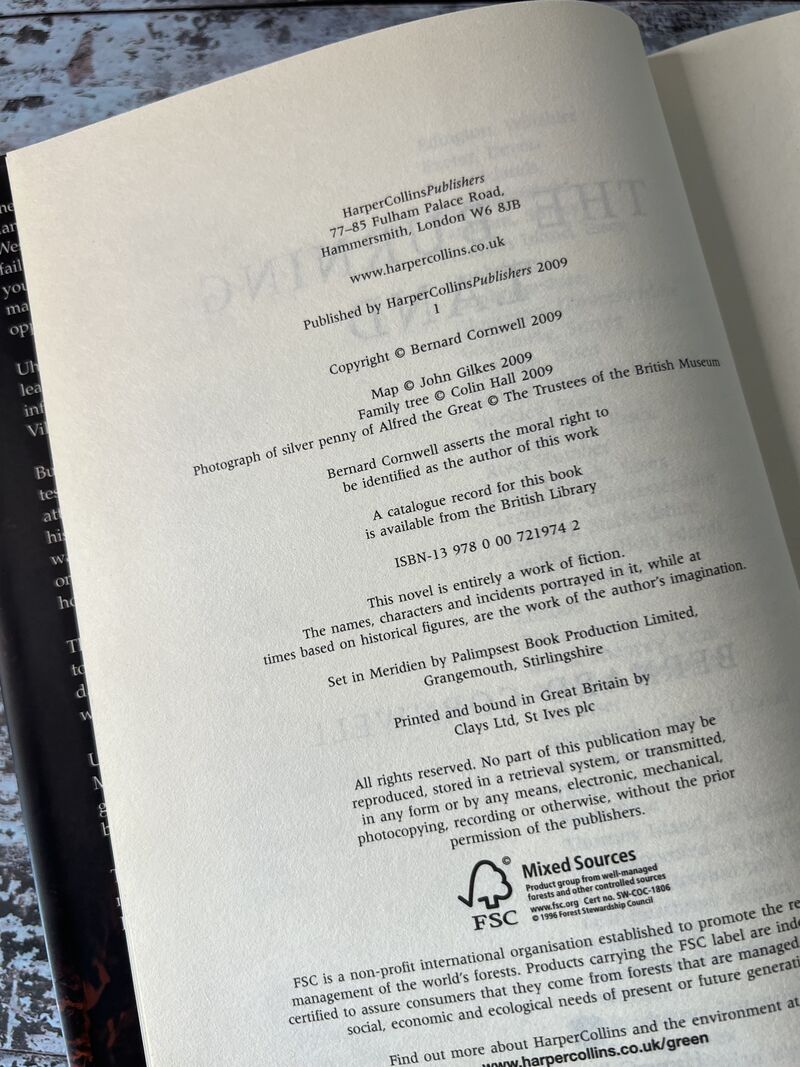 HarperCollinsPublishers
77–85 Fulham Palace Road,
Hammersmith, London W6 8JB
www.harpercollins.co.uk
Published by HarperCollinsPublishers 2009
1
Copyright © Bernard Cornwell 2009
Map © John Gilkes 2009
Family tree © Colin Hall 2009
Photograph of silver penny of Alfred the Great © The Trustees of the British Museum
Bernard Cornwell asserts the moral right to
be identified as the author of this work
A catalogue record for this book
is available from the British Library
ISBN-13 978 0 00 721974 2
This novel is entirely a work of fiction.
The names, characters and incidents portrayed in it, while at
times based on historical figures, are the work of the author's imagination.
Set in Meridien by Palimpsest Book Production Limited,
Grangemouth, Stirlingshire
Printed and bound in Great Britain by
Clays Ltd, St Ives plc
All rights reserved. No part of this publication may be
reproduced, stored in a retrieval system, or transmitted,
in any form or by any means, electronic, mechanical,
photocopying, recording or otherwise, without the prior
permission of the publishers.
©
FSC
Mixed Sources
Product group from well-managed
forests and other controlled sources
www.fsc.org Cert no. SW-COC-1806
© 1996 Forest Stewardship Council
FSC is a non-profit international organisation established to promote the re
management of the world's forests. Products carrying the FSC label are inde
certified to assure consumers that they come from forests that are managed
social, economic and ecological needs of present or future generati
Find out more about HarperCollins and the environment at
www.harpercollins.co.uk/green